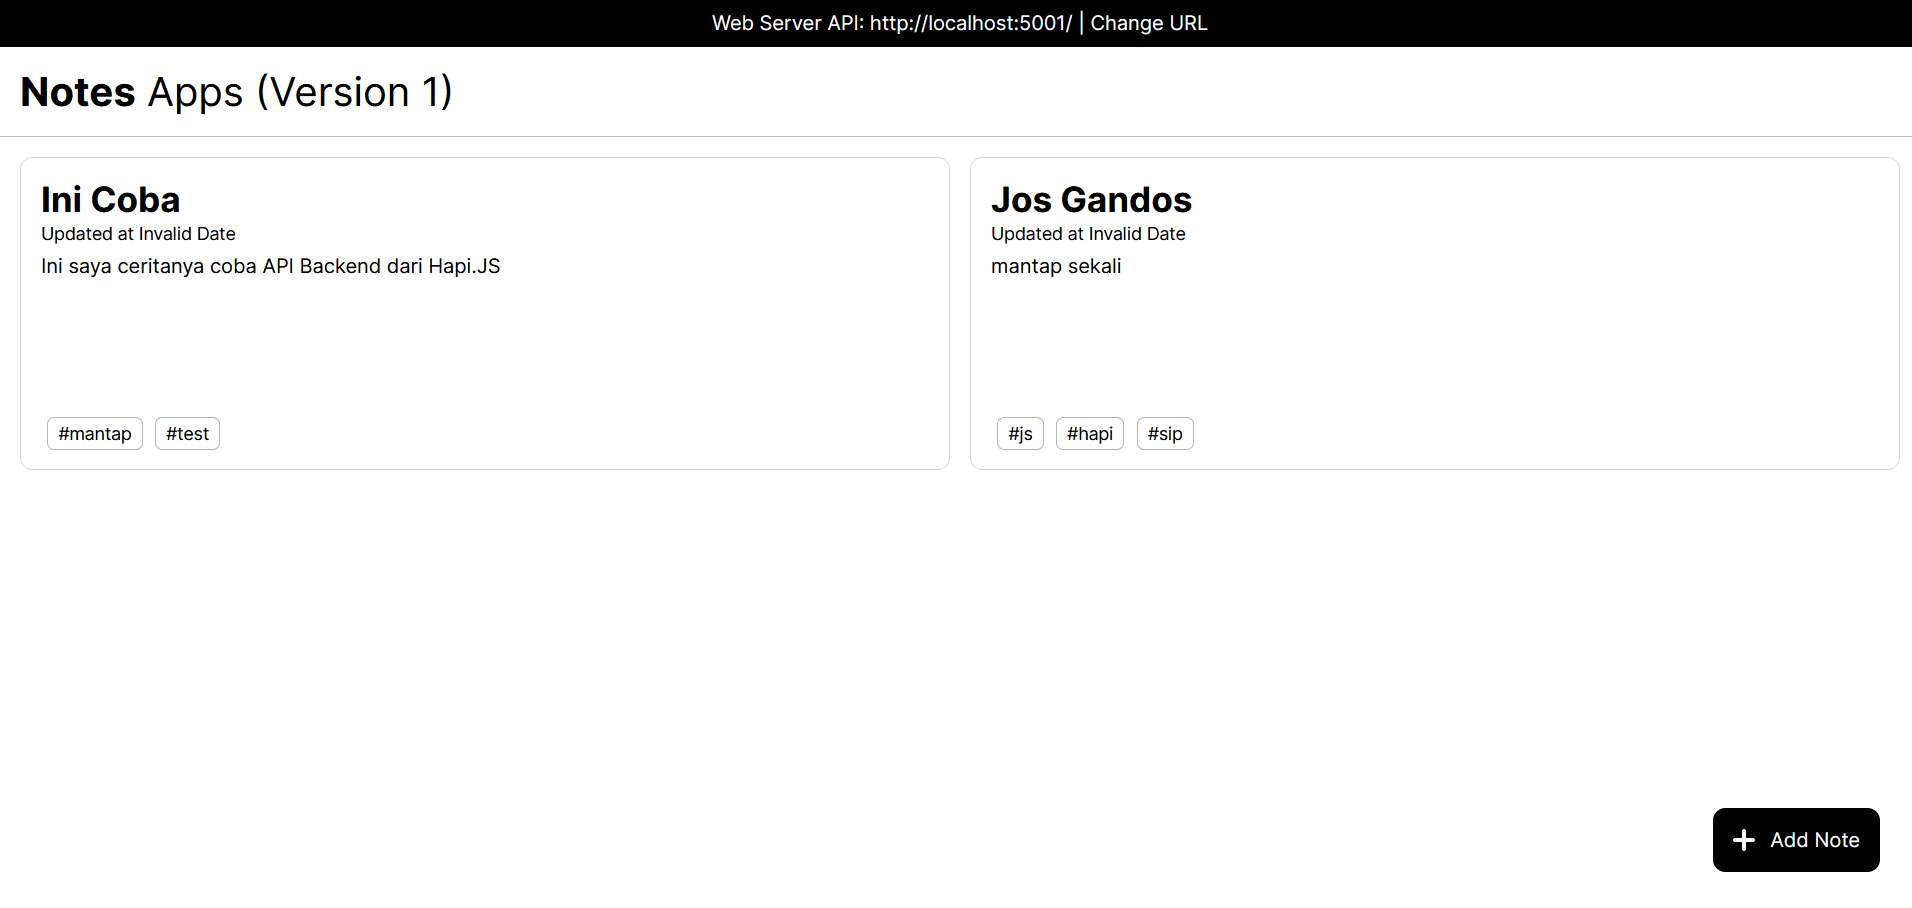 Web Server API: http://localhost:5001/ | Change URL
Notes Apps (Version 1)
Ini Coba
Updated at Invalid Date
Ini saya ceritanya coba API Backend dari Hapi.JS
#mantap #test
Jos Gandos
Updated at Invalid Date
mantap sekali
#js #hapi #sip
Add Note